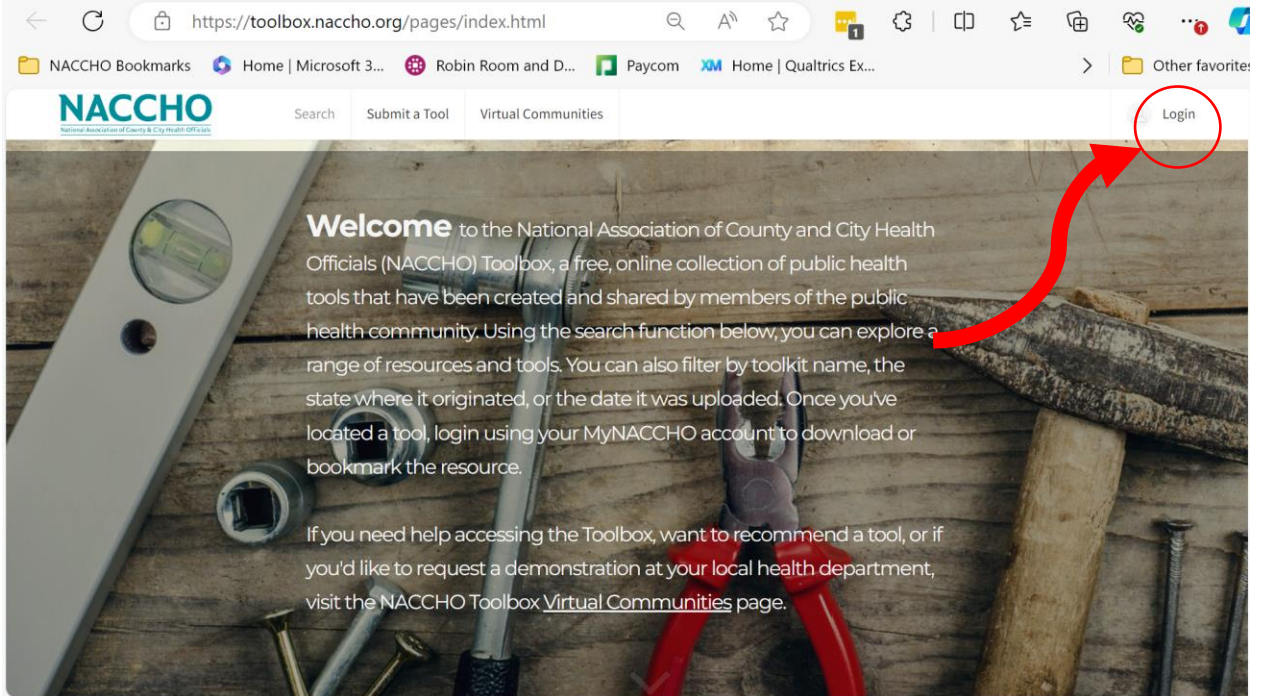 https://toolbox.naccho.org/pages/index.html
1
NACCHO Bookmarks Home | Microsoft 3... Robin Room and D... Paycom XM Home | Qualtrics Ex... Other favorites
NACCHO Search Submit a Tool Virtual Communities Login
National Association of County & City Health Officials
Welcome to the National Association of County and City Health
Officials (NACCHO) Toolbox, a free, online collection of public health
tools that have been created and shared by members of the public
health community. Using the search function below, you can explore a
range of resources and tools. You can also filter by toolkit name, the
state where it originated, or the date it was uploaded. Once you've
located a tool, login using your MyNACCHO account to download or
bookmark the resource.
If you need help accessing the Toolbox, want to recommend a tool, or if
you'd like to request a demonstration at your local health department,
visit the NACCHO Toolbox Virtual Communities page.